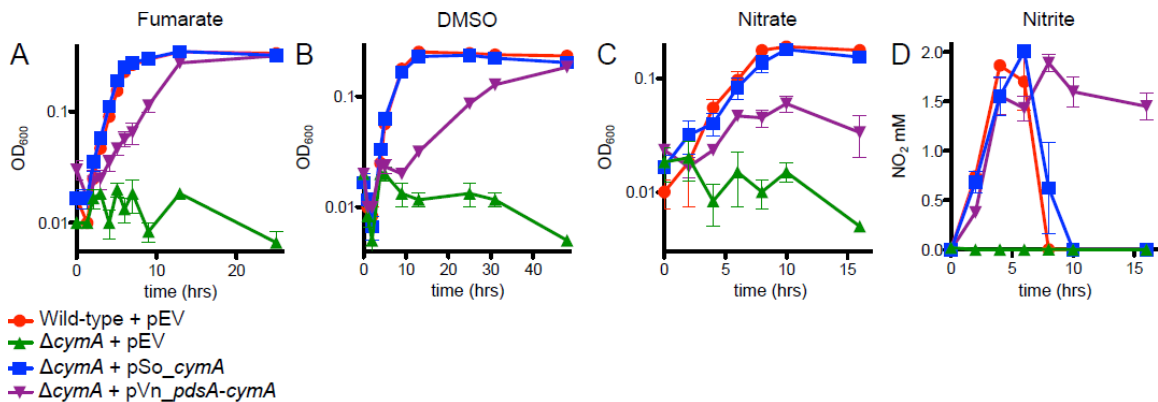 Fumarate
DMSO
Nitrate
Nitrite
A
B
C
D
OD600
0.1
0.01
0
10
20
time (hrs)
OD600
0.1
0.01
0
10
20
30
40
time (hrs)
OD600
0.1
0.01
0
5
10
15
time (hrs)
NO2 mM
2.0
1.5
1.0
0.5
0.0
0
5
10
15
time (hrs)
Wild-type + pEV
ΔcymA + pEV
ΔcymA + pSo_cymA
ΔcymA + pVn_pdsA-cymA